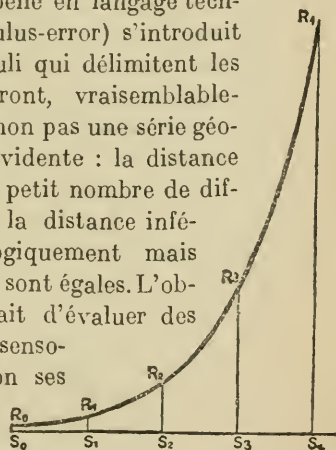 pelle en langage tech-
ulus-error) s'introduit
uli qui délimitent les
ront, vraisemblable-
non pas une série géo-
vidente : la distance
petit nombre de dif-
la distance infé-
ogiquement mais
sont égales. L'ob-
ait d'évaluer des
senso-
on ses
R4
R3
R2
R1
R0
S0 S1 S2 S3 S4